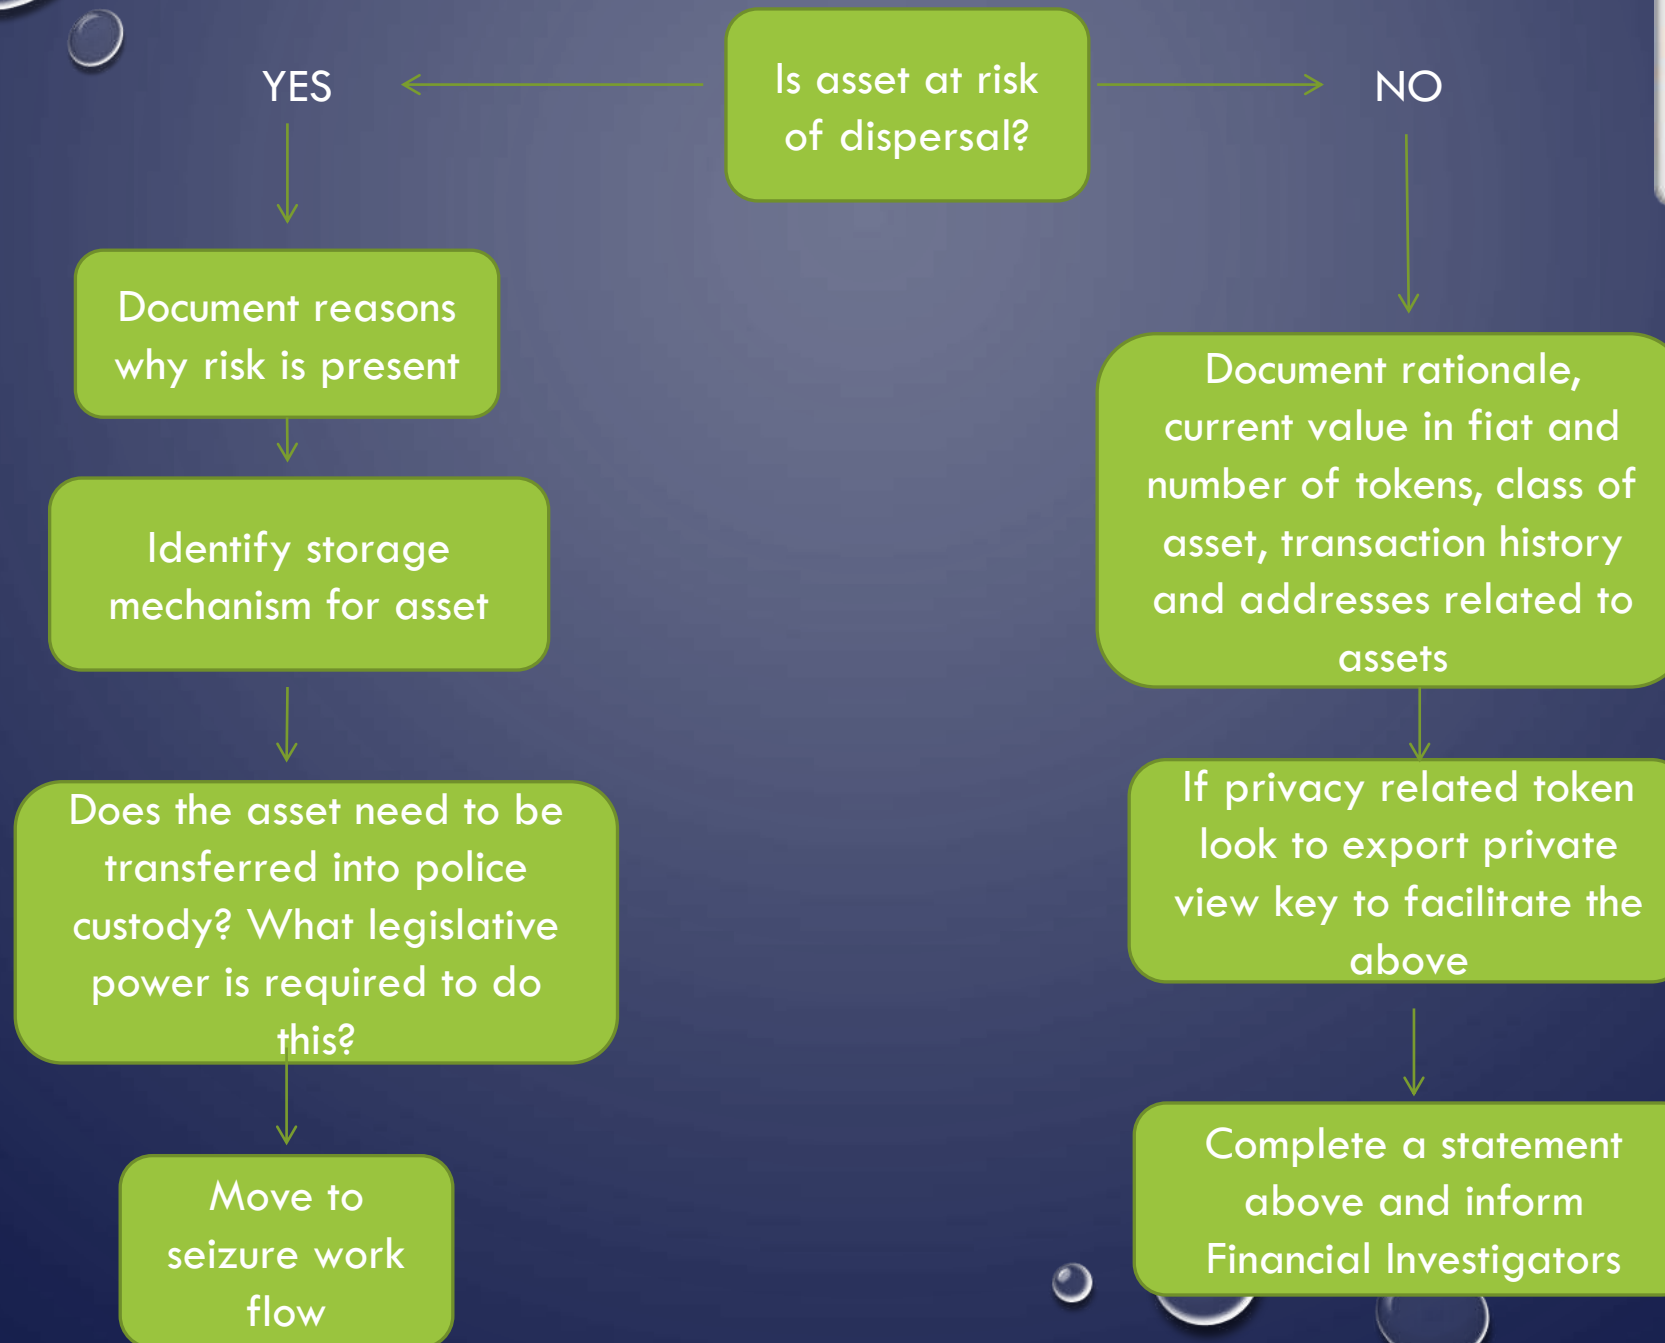 Is asset at risk
of dispersal?
YES
NO
Document reasons
why risk is present
Identify storage
mechanism for asset
Does the asset need to be
transferred into police
custody? What legislative
power is required to do
this?
Move to
seizure work
flow
Document rationale,
current value in fiat and
number of tokens, class of
asset, transaction history
and addresses related to
assets
If privacy related token
look to export private
view key to facilitate the
above
Complete a statement
above and inform
Financial Investigators